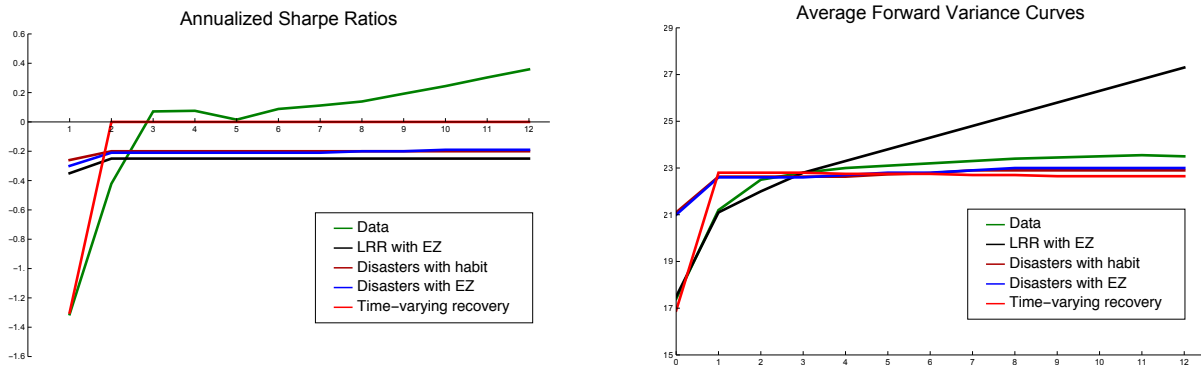 Annualized Sharpe Ratios
0.6
0.4
0.2
0
−0.2
−0.4
−0.6
−0.8
−1.
−1.2
−1.4
−1.6
1 2 3 4 5 6 7 8 9 10 11 12
Data
LRR with EZ
Disasters with habit
Disasters with EZ
Time−varying recovery
Average Forward Variance Curves
29
27
25
23
21
19
17
15
0 1 2 3 4 5 6 7 8 9 10 11 12
Data
LRR with EZ
Disasters with habit
Disasters with EZ
Time−varying recovery